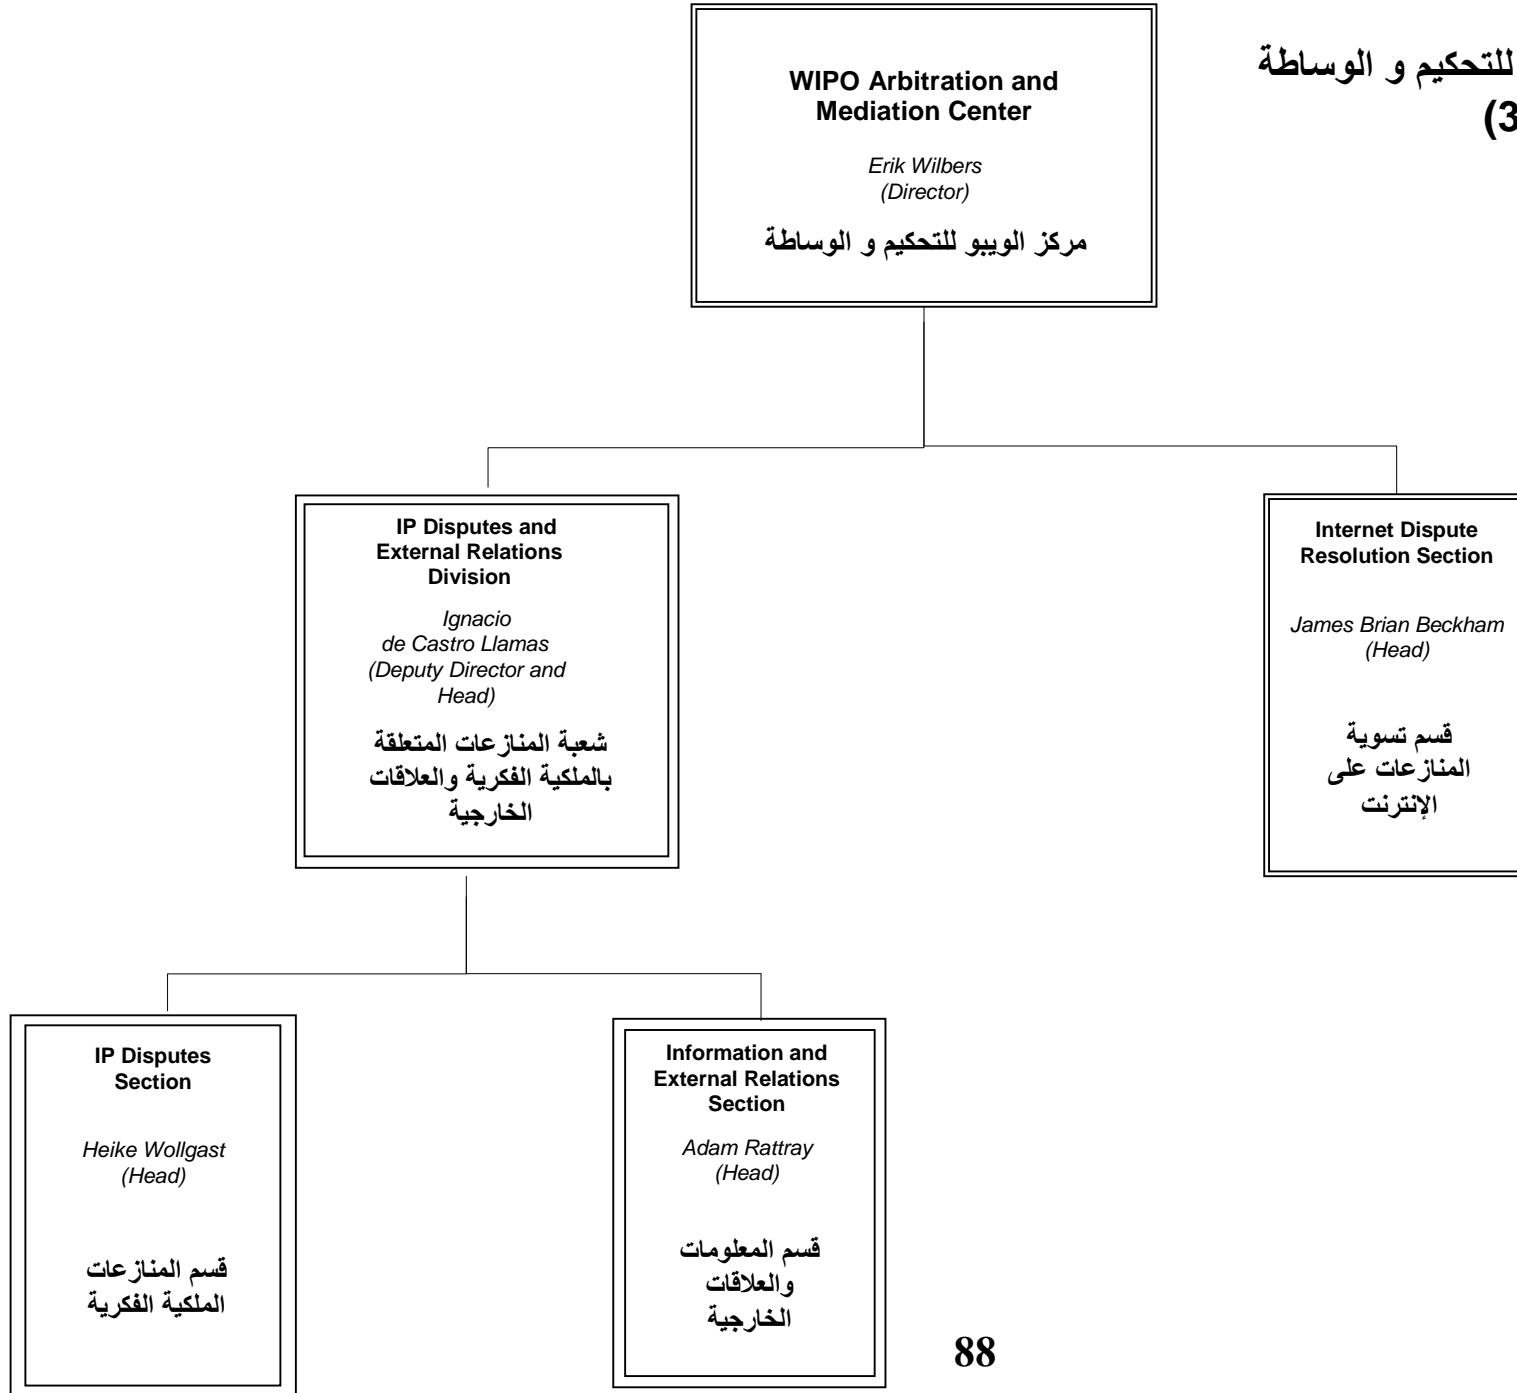 للتحكيم و الوساطة
(3
WIPO Arbitration and
Mediation Center
Erik Wilbers
(Director)
مركز الويبو للتحكيم و الوساطة
IP Disputes and
External Relations
Division
Ignacio
de Castro Llamas
(Deputy Director and
Head)
شعبة المنازعات المتعلقة
بالملكية الفكرية والعلاقات
الخارجية
Internet Dispute
Resolution Section
James Brian Beckham
(Head)
قسم تسوية
المنازعات على
الإنترنت
IP Disputes
Section
Heike Wollgast
(Head)
قسم المنازعات
الملكية الفكرية
Information and
External Relations
Section
Adam Rattray
(Head)
قسم المعلومات
والعلاقات
الخارجية
88